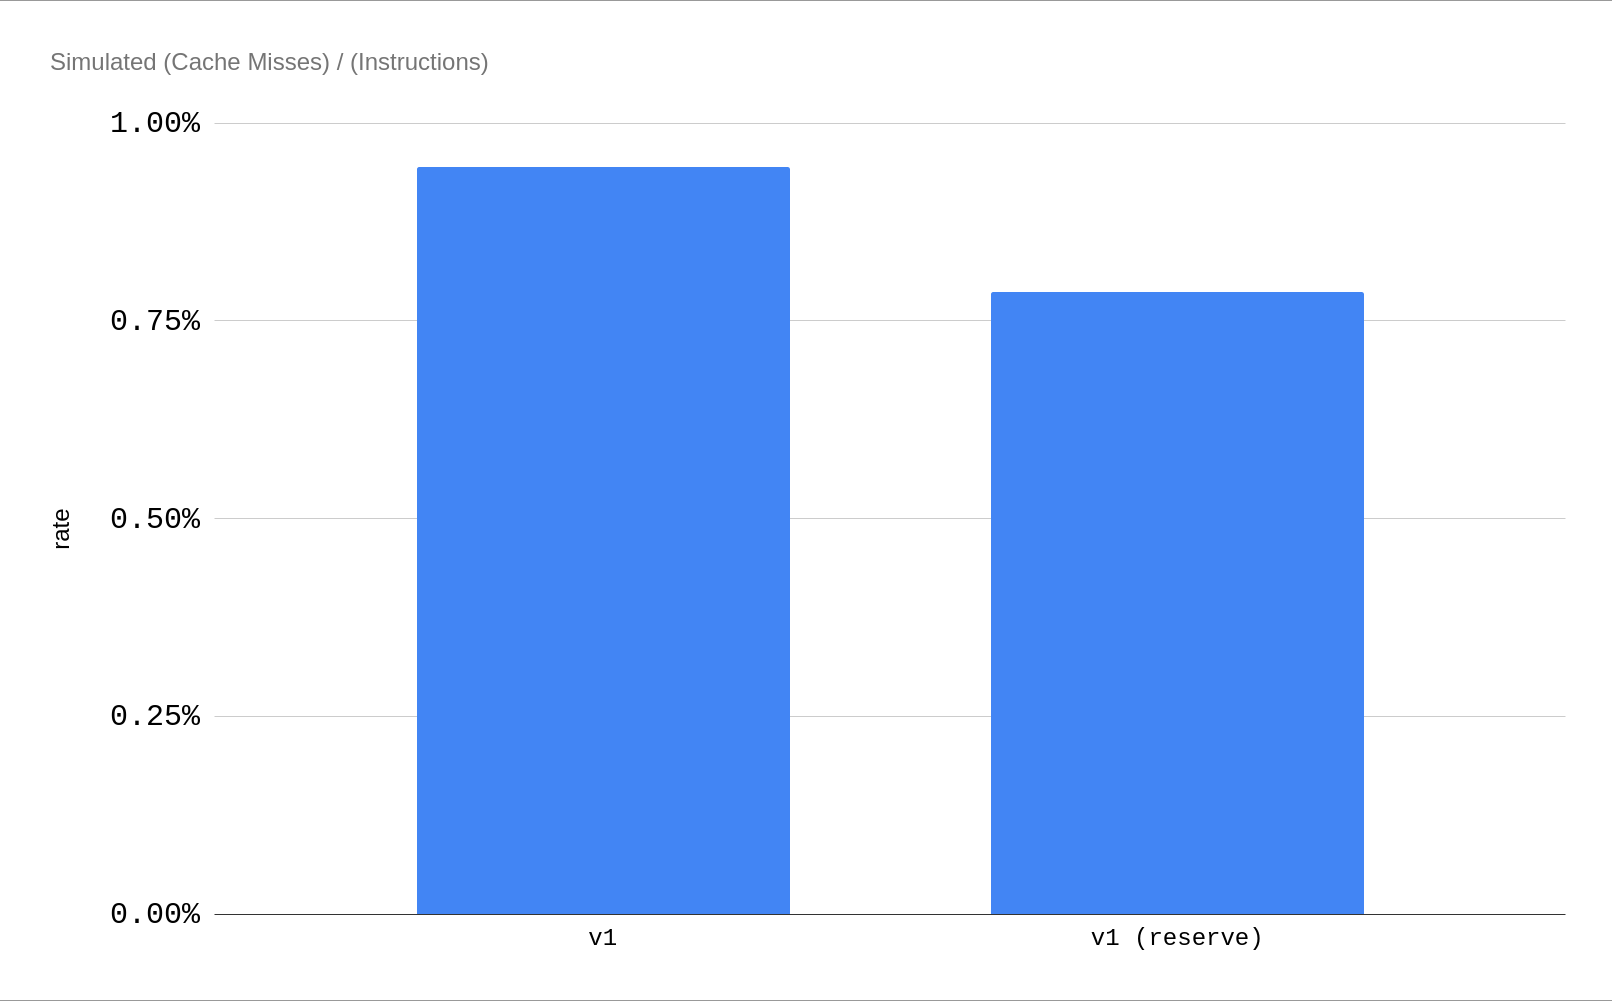 Simulated (Cache Misses) / (Instructions)
1.00%
0.75%
0.50%
0.25%
0.00%
rate
v1
v1 (reserve)